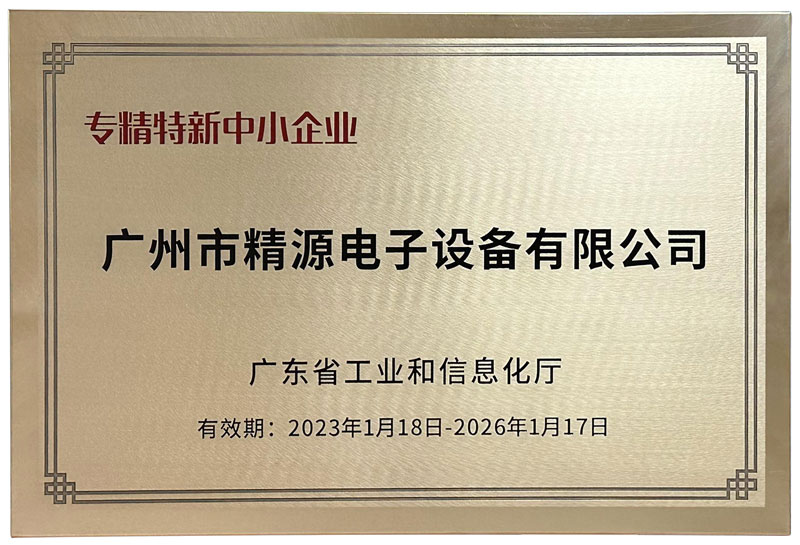 专精特新中小企业
广州市精源电子设备有限公司
广东省工业和信息化厅
有效期：2023年1月18日-2026年1月17日